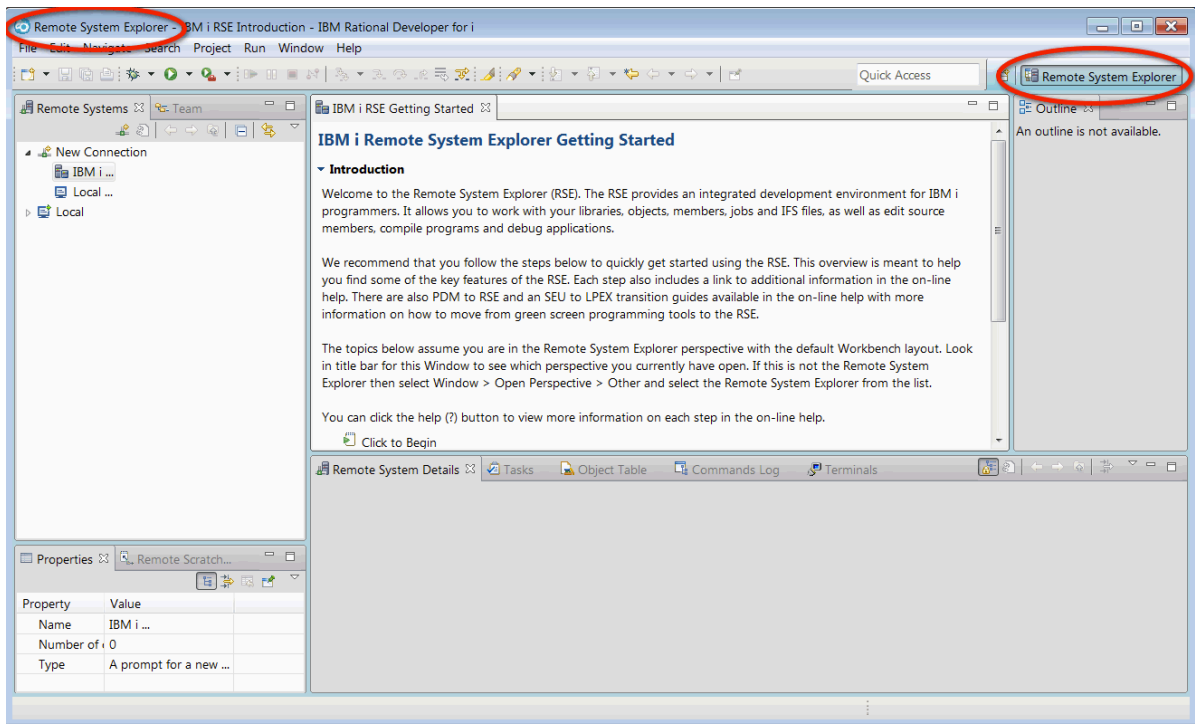 Remote System Explorer - IBM i RSE Introduction - IBM Rational Developer for i
File Edit Navigate Search Project Run Window Help
Quick Access
Remote System Explorer
Remote Systems Team
New Connection
IBM i ...
Local ...
Local
IBM i RSE Getting Started
IBM i Remote System Explorer Getting Started
Introduction
Welcome to the Remote System Explorer (RSE). The RSE provides an integrated development environment for IBM i
programmers. It allows you to work with your libraries, objects, members, jobs and IFS files, as well as edit source
members, compile programs and debug applications.
We recommend that you follow the steps below to quickly get started using the RSE. This overview is meant to help
you find some of the key features of the RSE. Each step also includes a link to additional information in the on-line
help. There are also PDM to RSE and an SEU to LPEX transition guides available in the on-line help with more
information on how to move from green screen programming tools to the RSE.
The topics below assume you are in the Remote System Explorer perspective with the default Workbench layout. Look
in title bar for this Window to see which perspective you currently have open. If this is not the Remote System
Explorer then select Window > Open Perspective > Other and select the Remote System Explorer from the list.
You can click the help (?) button to view more information on each step in the on-line help.
Click to Begin
Outline
An outline is not available.
Remote System Details Tasks Object Table Commands Log Terminals
Properties Remote Scratch...
Property Value
Name IBM i ...
Number of 0
Type A prompt for a new ...